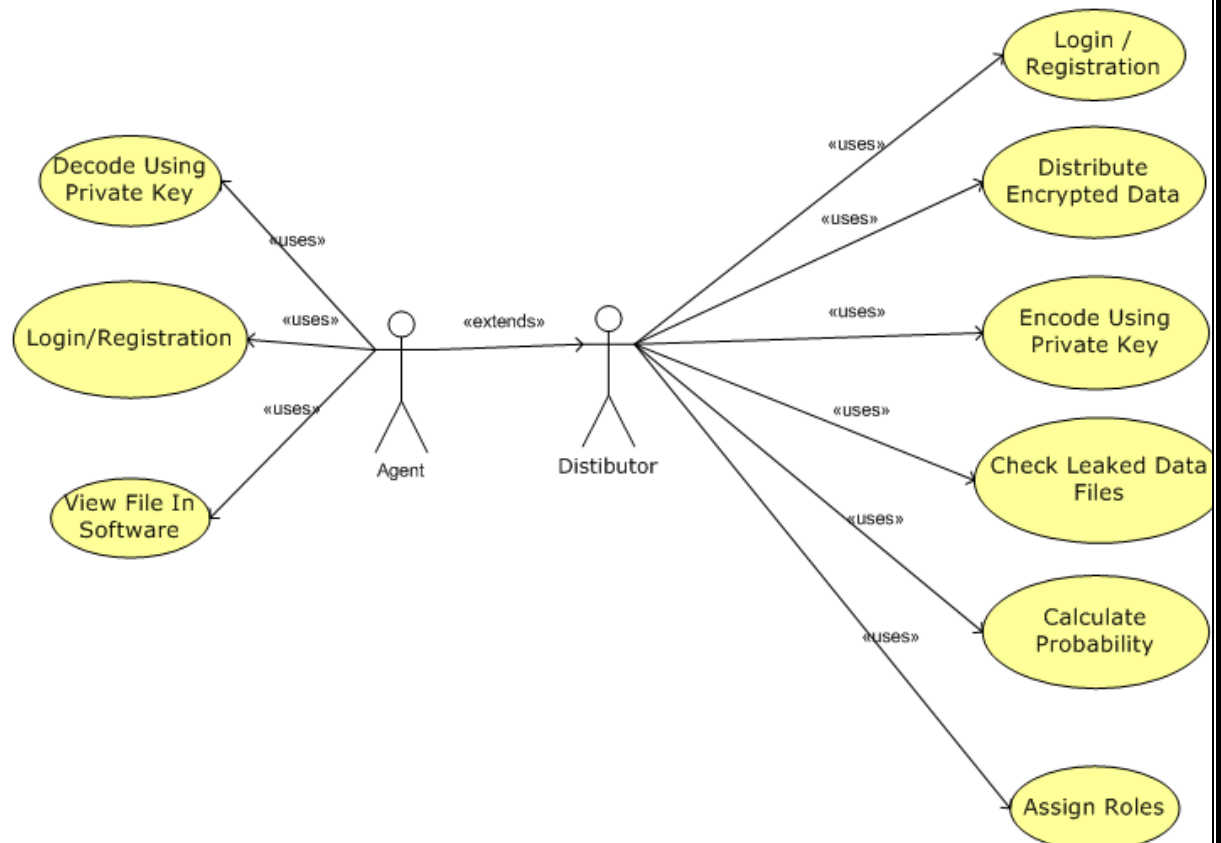 Login /
Registration
«uses»
Decode Using
Private Key
Distribute
Encrypted Data
«uses»
«uses»
Login/Registration
«uses»
«extends»
«uses»
Encode Using
Private Key
«uses»
«uses»
Agent
Distibutor
Check Leaked Data
Files
View File In
Software
«uses»
Calculate
Probability
«uses»
Assign Roles